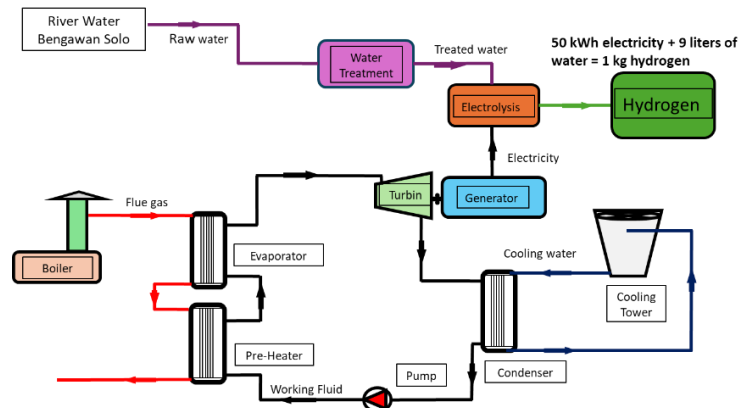 River Water
Bengawan Solo
Raw water
Water
Treatment
Treated water
50 kWh electricity + 9 liters of
water = 1 kg hydrogen
Electrolysis
Hydrogen
Electricity
Turbin
Generator
Flue gas
Boiler
Evaporator
Cooling water
Cooling
Tower
Pre-Heater
Condenser
Pump
Working Fluid